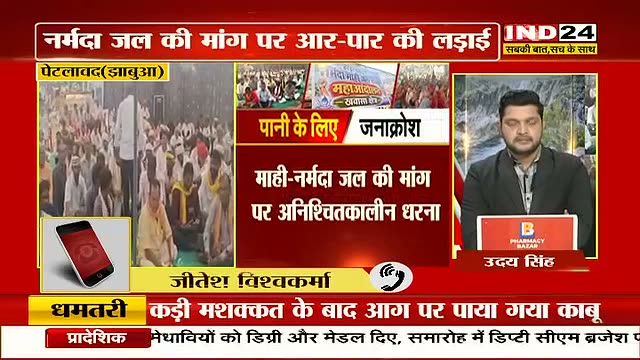 नर्मदा जल की मांग पर आर-पार की लड़ाई
IND24
सबकी बात,सच के साथ
पेटलावद(झाबुआ)
महाआंदोलन
खवासा क्षेत्र
पानी के लिए जनाक्रोश
माही-नर्मदा जल की मांग
पर अनिश्चितकालीन धरना
B
PHARMACY
BAZAR
उदय सिंह
जीतेश विश्वकर्मा
धमतरी कड़ी मशक्कत के बाद आग पर पाया गया काबू
प्रादेशिक मेधावियों को डिग्री और मेडल दिए, समारोह में डिप्टी सीएम ब्रजेश